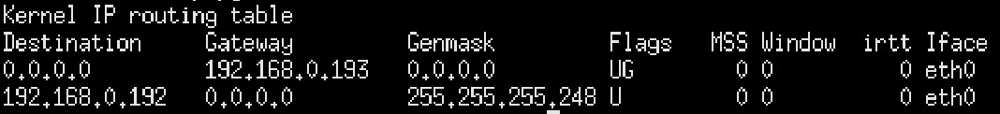 Kernel IP routing table
Destination Gateway Genmask Flags MSS Window irtt Iface
0.0.0.0 192.168.0.193 0.0.0.0 UG 0 0 0 eth0
192.168.0.192 0.0.0.0 255.255.255.248 U 0 0 0 eth0